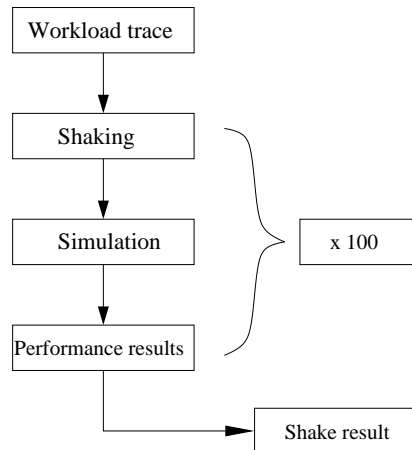 Workload trace
Shaking
Simulation
x 100
Performance results
Shake result